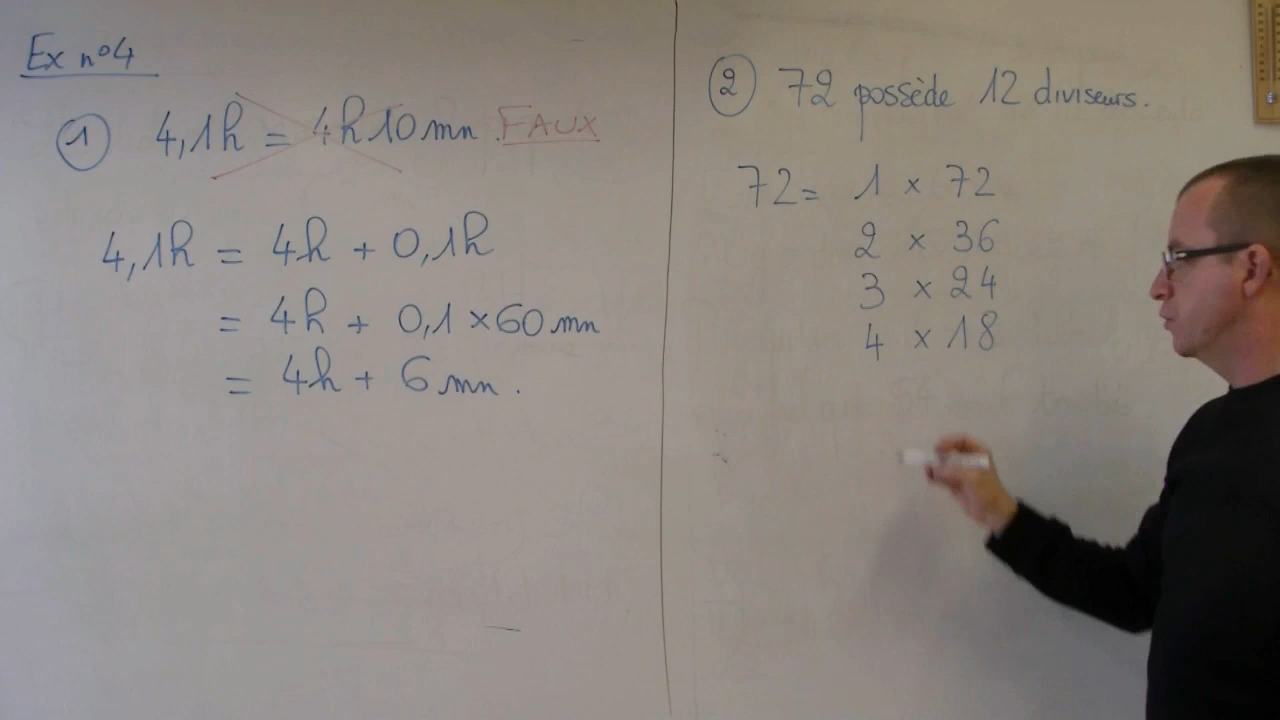 Ex n°4
① 4,1h = 4h10mn. FAUX
4,1h = 4h + 0,1h
= 4h + 0,1 × 60 mn
= 4h + 6 mn.
② 72 possède 12 diviseurs.
72 = 1 × 72
2 × 36
3 × 24
4 × 18